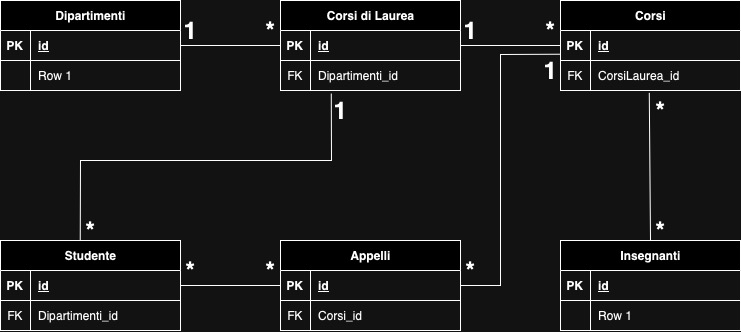 Dipartimenti
PK id
Row 1
1 *
Corsi di Laurea
PK id
FK Dipartimenti_id
1 *
1
Corsi
PK id
FK CorsiLaurea_id
1
*
*
*
Studente
PK id
FK Dipartimenti_id
* *
Appelli
PK id
FK Corsi_id
*
Insegnanti
PK id
Row 1